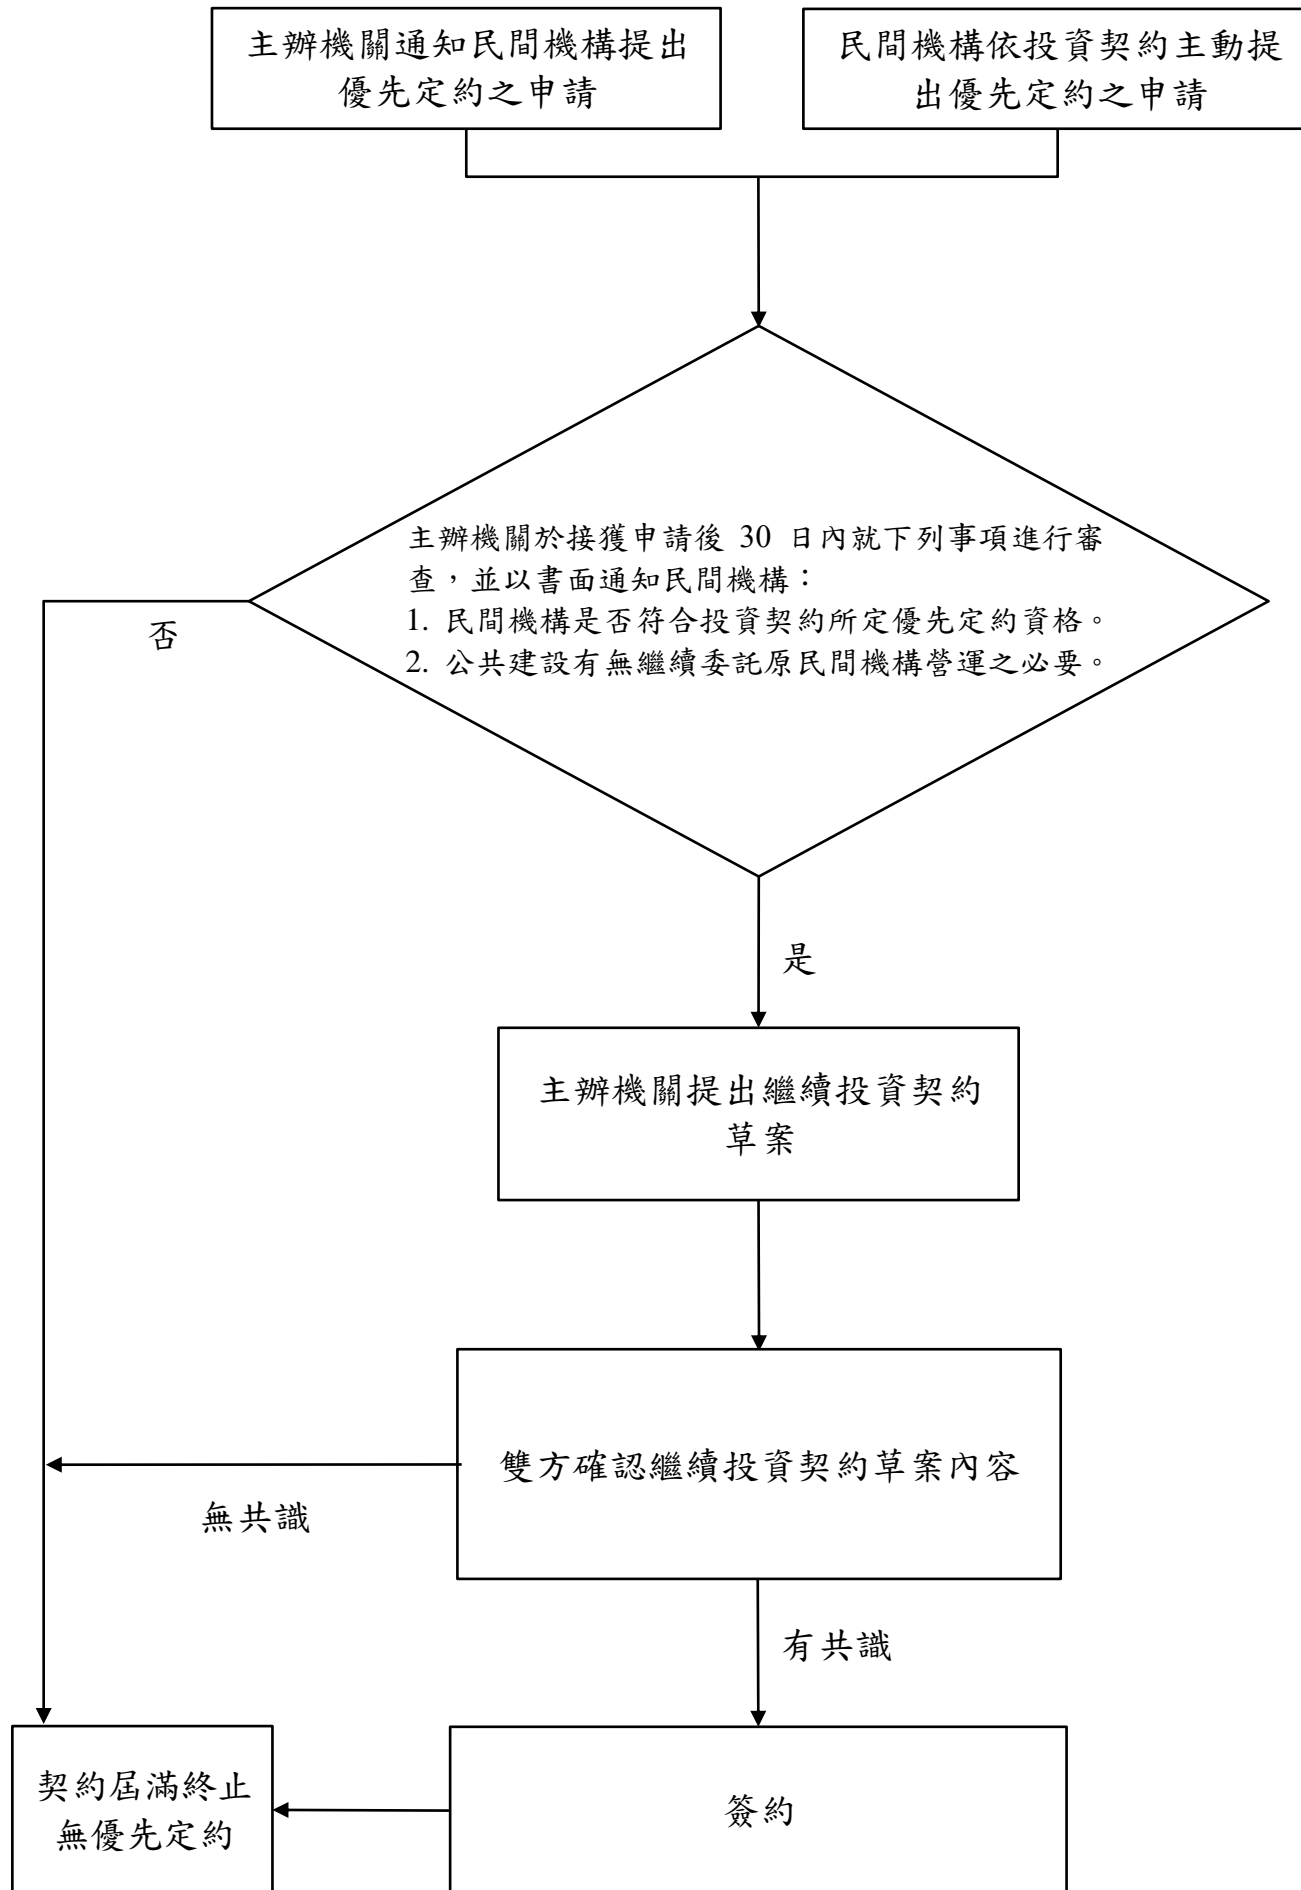 主辦機關通知民間機構提出
優先定約之申請
民間機構依投資契約主動提
出優先定約之申請
主辦機關於接獲申請後 30 日內就下列事項進行審
查，並以書面通知民間機構：
1. 民間機構是否符合投資契約所定優先定約資格。
2. 公共建設有無繼續委託原民間機構營運之必要。
否
是
主辦機關提出繼續投資契約
草案
雙方確認繼續投資契約草案內容
無共識
有共識
契約屆滿終止
無優先定約
簽約